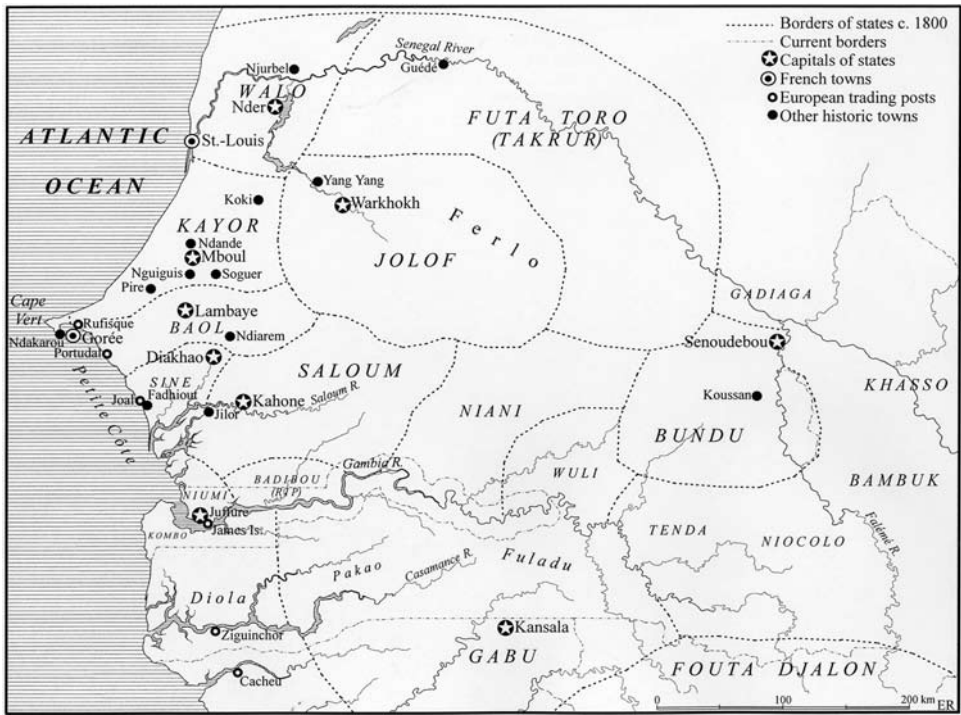 Borders of states c. 1800
Current borders
Capitals of states
French towns
European trading posts
Other historic towns
Senegal River
Njurbel
Guédé
WALO
Nder
FUTA TORO
(TAKRUR)
ATLANTIC
OCEAN
St.-Louis
Yang Yang
Koki
Warkhokh
Ferlo
KAYOR
Ndande
Mboul
JOLOF
Nguiguis
Soguer
Pire
GADIAGA
Cape
Vert
Lambaye
Rufisque
BAOL
Ndakarou
Gorée
Ndiarem
Senoudebou
Portudal
Diakhao
SALOUM
KHASSO
SINE
Joal
Fadhiout
Kahone
Saloum R.
Koussan
Jilor
NIANI
Petite Côte
BUNDU
Gambia R.
WULI
BADIBOU
(RIP)
BAMBUK
NIUMI
Juffure
James Is.
KOMBO
TENDA
NIOCOLO
Falémé R.
Fuladu
Pakao
Casamance R.
Diola
Ziguinchor
Kansala
GABU
FOUTA DJALON
Cacheu
0 100 200 km
ER